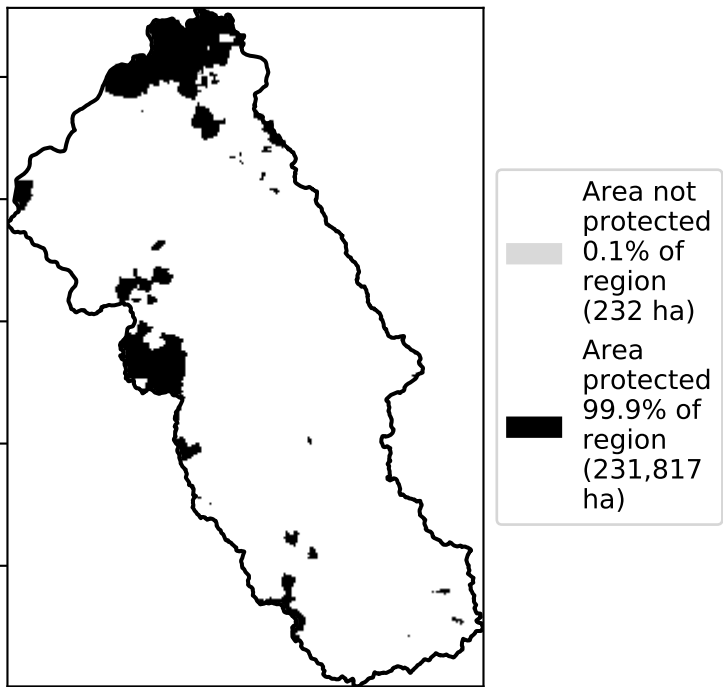 Area not
protected
0.1% of
region
(232 ha)
Area
protected
99.9% of
region
(231,817
ha)